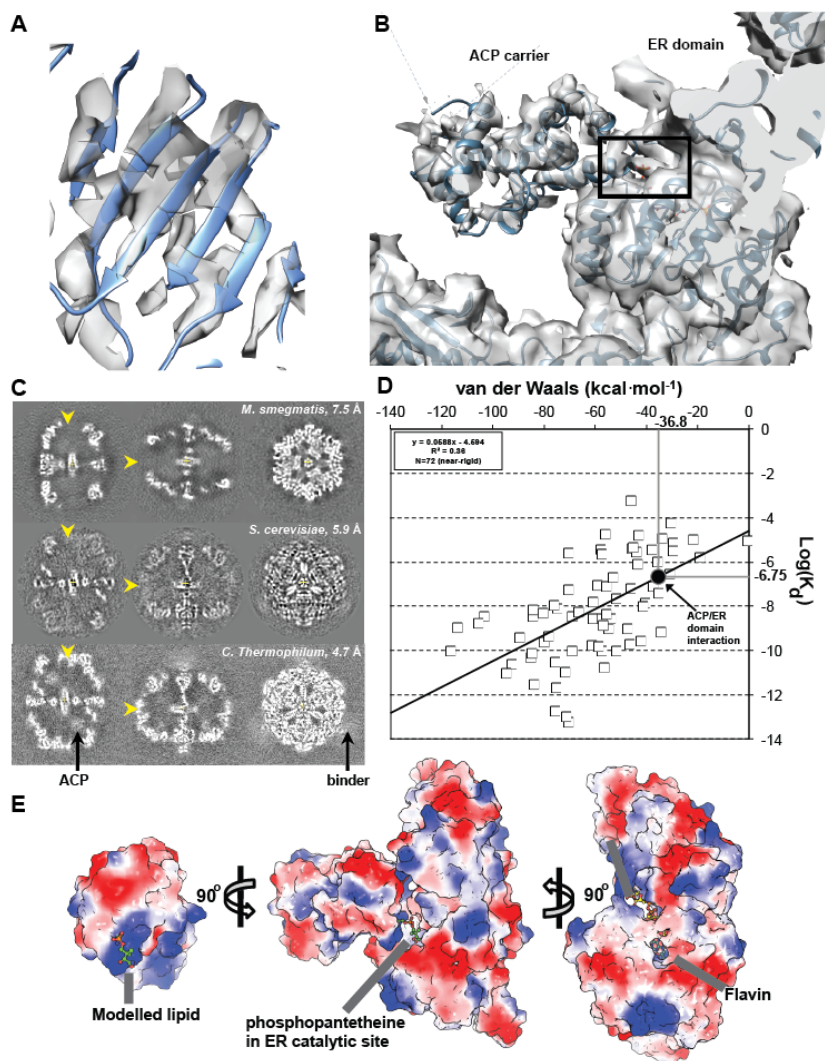 A
B
ACP carrier
ER domain
C
M. smegmatis, 7.5 Å
S. cerevisiae, 5.9 Å
C. Thermophilum, 4.7 Å
ACP
binder
D
van der Waals (kcal·mol-1)
-140 -120 -100 -80 -60 -40 -20 0
-36.8
y = 0.0588x - 4.694
R² = 0.36
N=72 (near-rigid)
0
-2
-4
-6
-6.75
-8
-10
-12
-14
Log(Kd)
ACP/ER
domain
interaction
E
90o
90o
Modelled lipid
phosphopantetheine
in ER catalytic site
Flavin